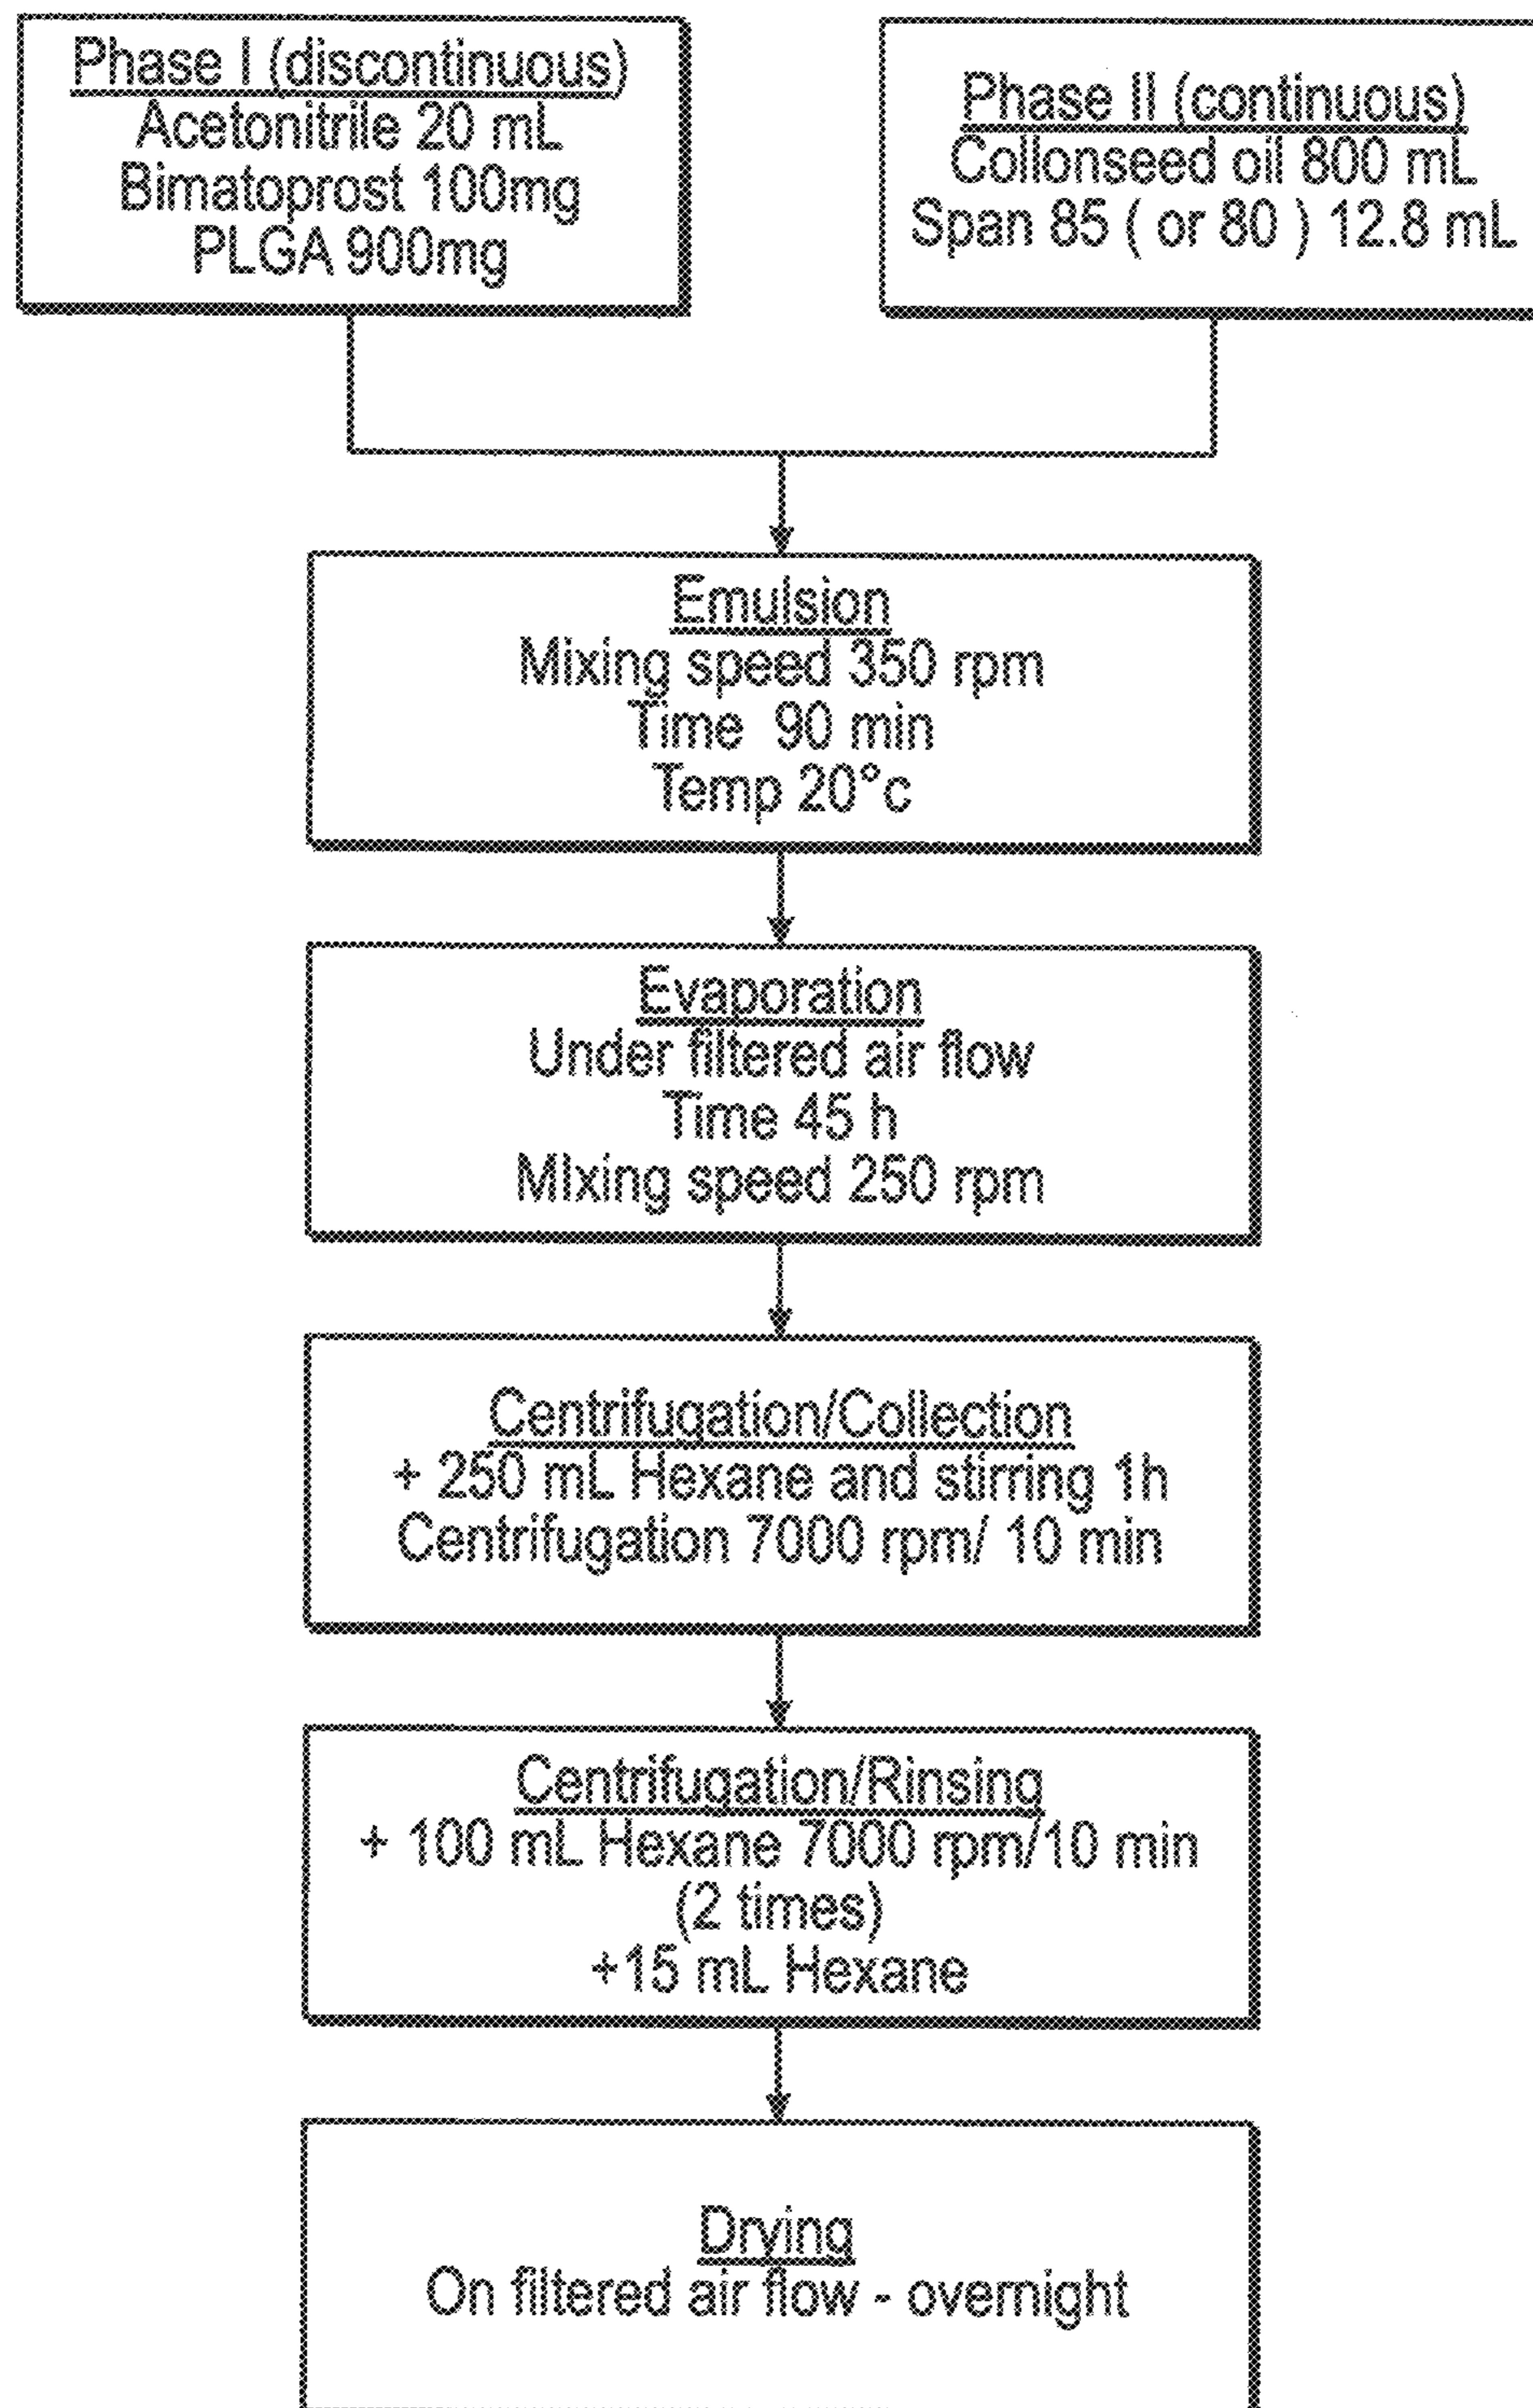 Phase I (discontinuous)
Acetonitrile 20 mL
Bimatoprost 100mg
PLGA 900mg
Phase II (continuous)
Collonseed oil 800 mL
Span 85 ( or 80 ) 12.8 mL
Emulsion
Mixing speed 350 rpm
Time 90 min
Temp 20°c
Evaporation
Under filtered air flow
Time 45 h
MIxing speed 250 rpm
Centrifugation/Collection
+ 250 mL Hexane and stirring 1h
Centrifugation 7000 rpm/ 10 min
Centrifugation/Rinsing
+ 100 mL Hexane 7000 rpm/10 min
(2 times)
+15 mL Hexane
Drying
On filtered air flow - overnight